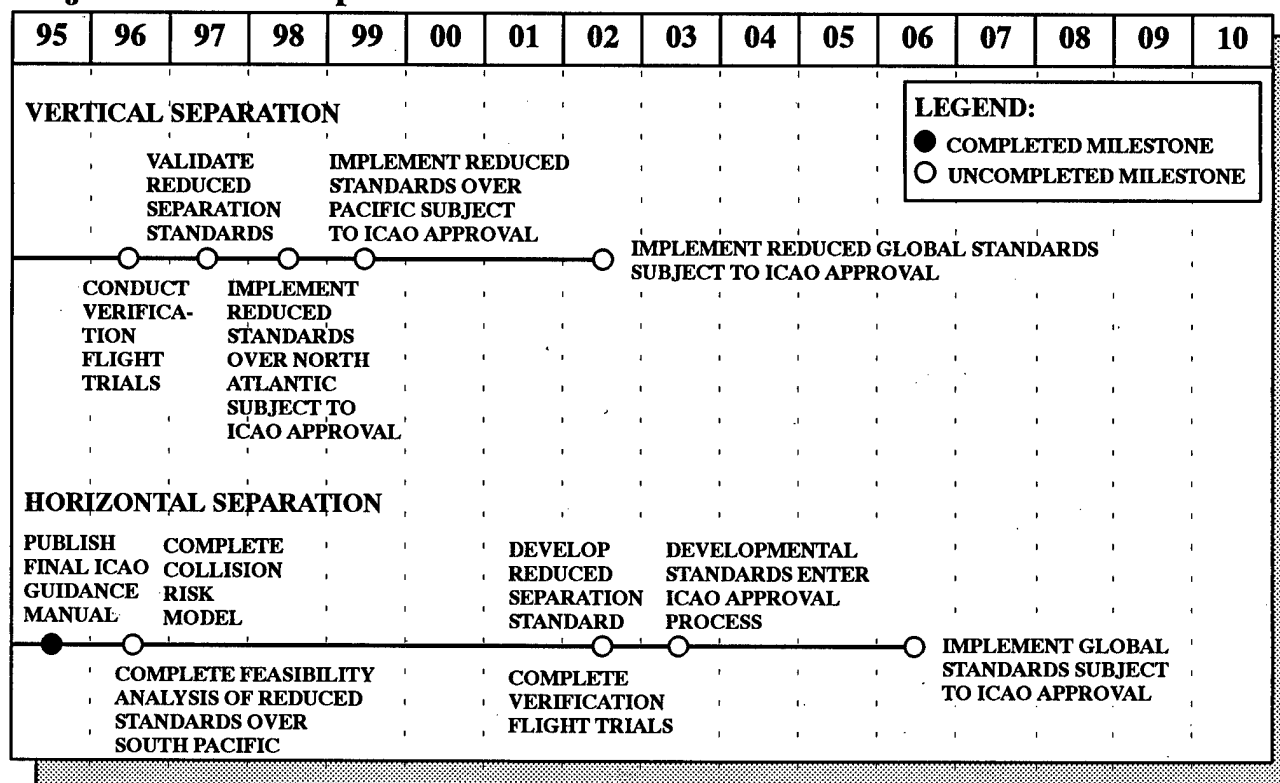 95 96 97 98 99 00 01 02 03 04 05 06 07 08 09 10
LEGEND:
COMPLETED MILESTONE
UNCOMPLETED MILESTONE
VERTICAL SEPARATION
VALIDATE
REDUCED
SEPARATION
STANDARDS
IMPLEMENT REDUCED
STANDARDS OVER
PACIFIC SUBJECT
TO ICAO APPROVAL
IMPLEMENT REDUCED GLOBAL STANDARDS
SUBJECT TO ICAO APPROVAL
CONDUCT
VERIFICA-
TION
FLIGHT
TRIALS
IMPLEMENT
REDUCED
STANDARDS
OVER NORTH
ATLANTIC
SUBJECT TO
ICAO APPROVAL
HORIZONTAL SEPARATION
PUBLISH
FINAL ICAO
GUIDANCE
MANUAL
COMPLETE
COLLISION
RISK
MODEL
DEVELOP
REDUCED
SEPARATION
STANDARD
DEVELOPMENTAL
STANDARDS ENTER
ICAO APPROVAL
PROCESS
IMPLEMENT GLOBAL
STANDARDS SUBJECT
TO ICAO APPROVAL
COMPLETE FEASIBILITY
ANALYSIS OF REDUCED
STANDARDS OVER
SOUTH PACIFIC
COMPLETE
VERIFICATION
FLIGHT TRIALS